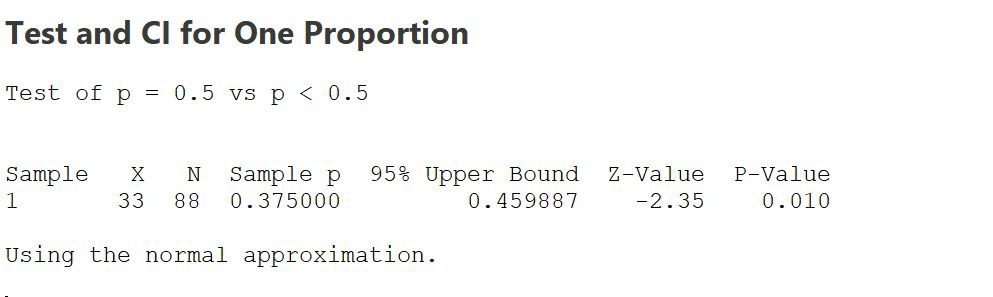 Test and CI for One Proportion
Test of p = 0.5 vs p < 0.5
Sample X N Sample p 95% Upper Bound Z-Value P-Value
1 33 88 0.375000 0.459887 -2.35 0.010
Using the normal approximation.